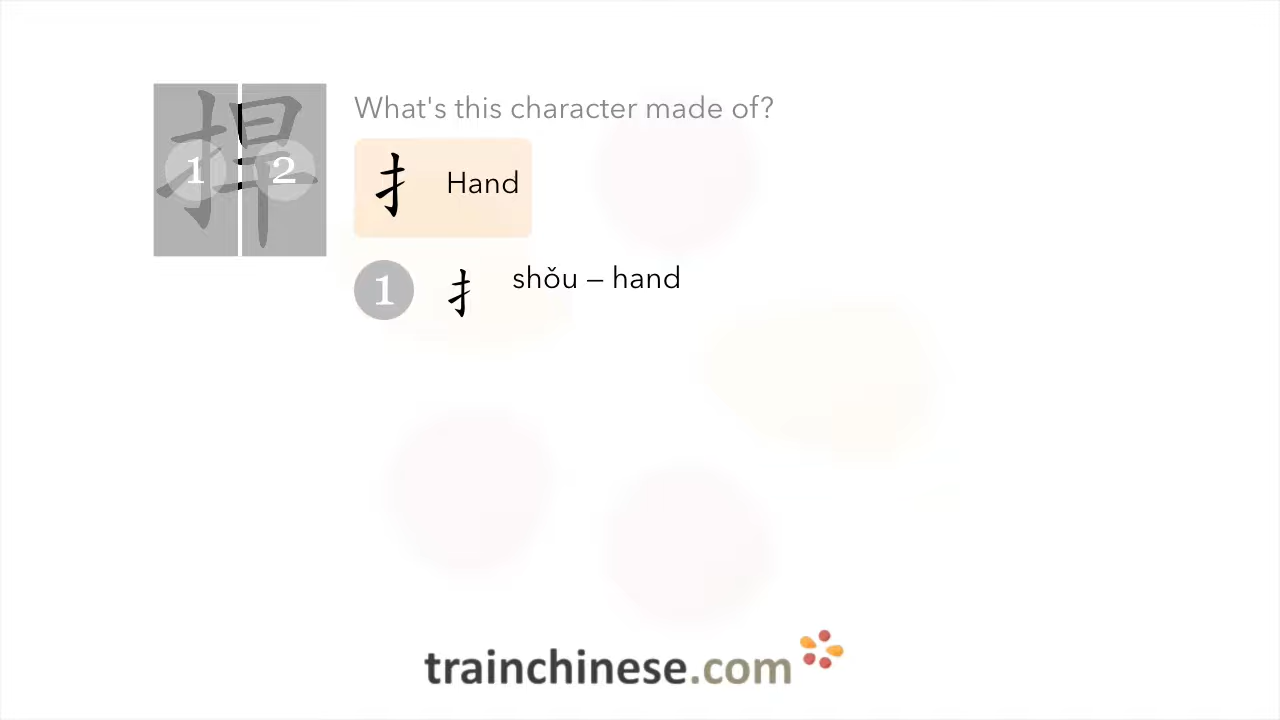 捍
1 2
What's this character made of?
扌 Hand
1 扌 shǒu – hand
trainchinese.com